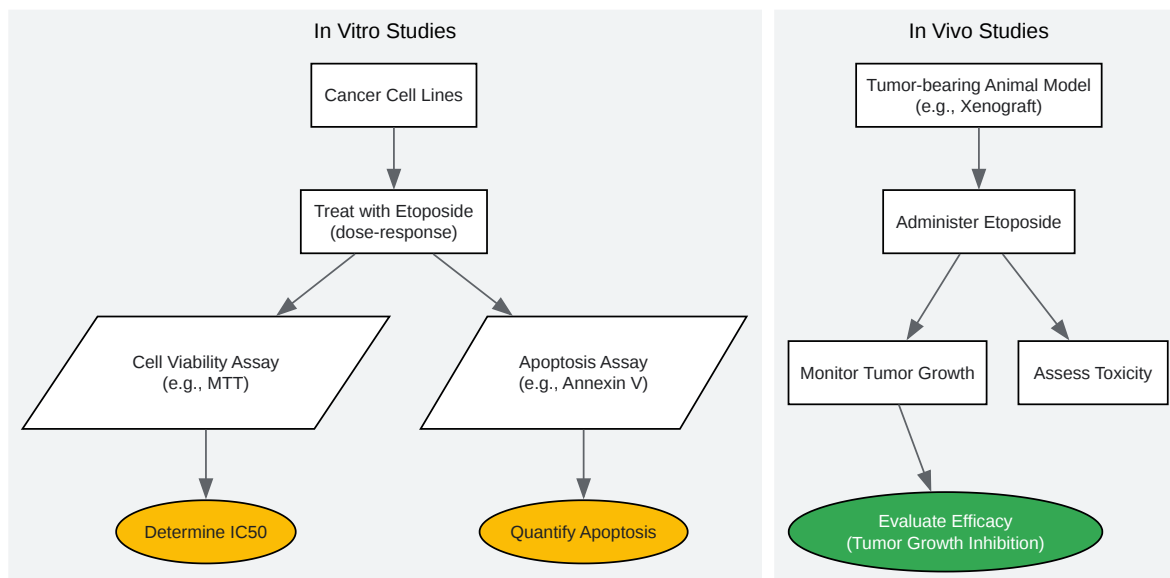 In Vitro Studies
Cancer Cell Lines
Treat with Etoposide
(dose-response)
Cell Viability Assay
(e.g., MTT)
Apoptosis Assay
(e.g., Annexin V)
Determine IC50
Quantify Apoptosis
In Vivo Studies
Tumor-bearing Animal Model
(e.g., Xenograft)
Administer Etoposide
Monitor Tumor Growth
Assess Toxicity
Evaluate Efficacy
(Tumor Growth Inhibition)